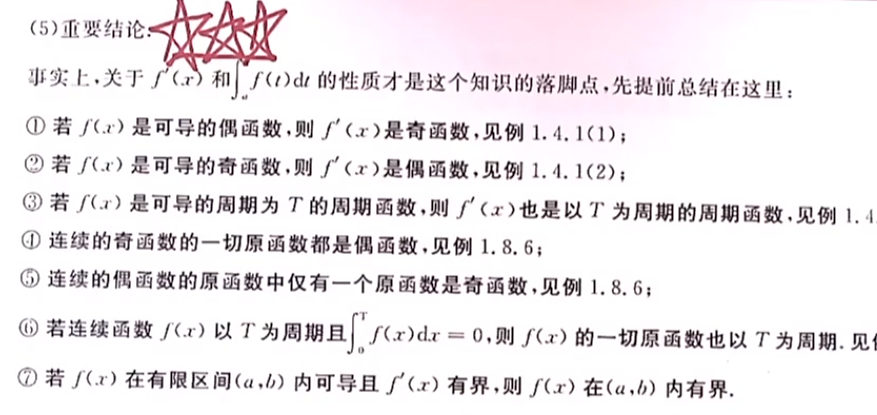 (5)重要结论:
事实上,关于 f′(x) 和∫ₐ f(t)dt 的性质才是这个知识的落脚点,先提前总结在这里:
① 若 f(x) 是可导的偶函数,则 f′(x)是奇函数,见例 1.4.1(1);
② 若 f(x) 是可导的奇函数,则 f′(x)是偶函数,见例 1.4.1(2);
③ 若 f(x) 是可导的周期为 T 的周期函数,则 f′(x)也是以 T 为周期的周期函数,见例 1.4.
④ 连续的奇函数的一切原函数都是偶函数,见例 1.8.6;
⑤ 连续的偶函数的原函数中仅有一个原函数是奇函数,见例 1.8.6;
⑥ 若连续函数 f(x) 以 T 为周期且∫₀ᵀ f(x)dx = 0,则 f(x) 的一切原函数也以 T 为周期.见
⑦ 若 f(x) 在有限区间(a,b) 内可导且 f′(x) 有界,则 f(x) 在(a,b) 内有界.